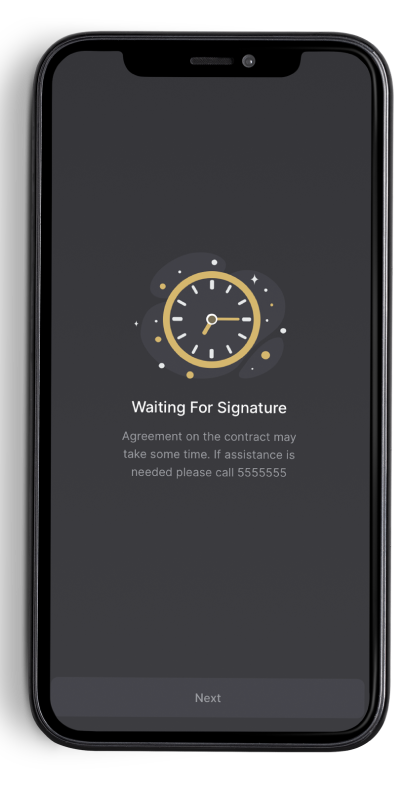 Waiting For Signature
Agreement on the contract may
take some time. If assistance is
needed please call 5555555
Next